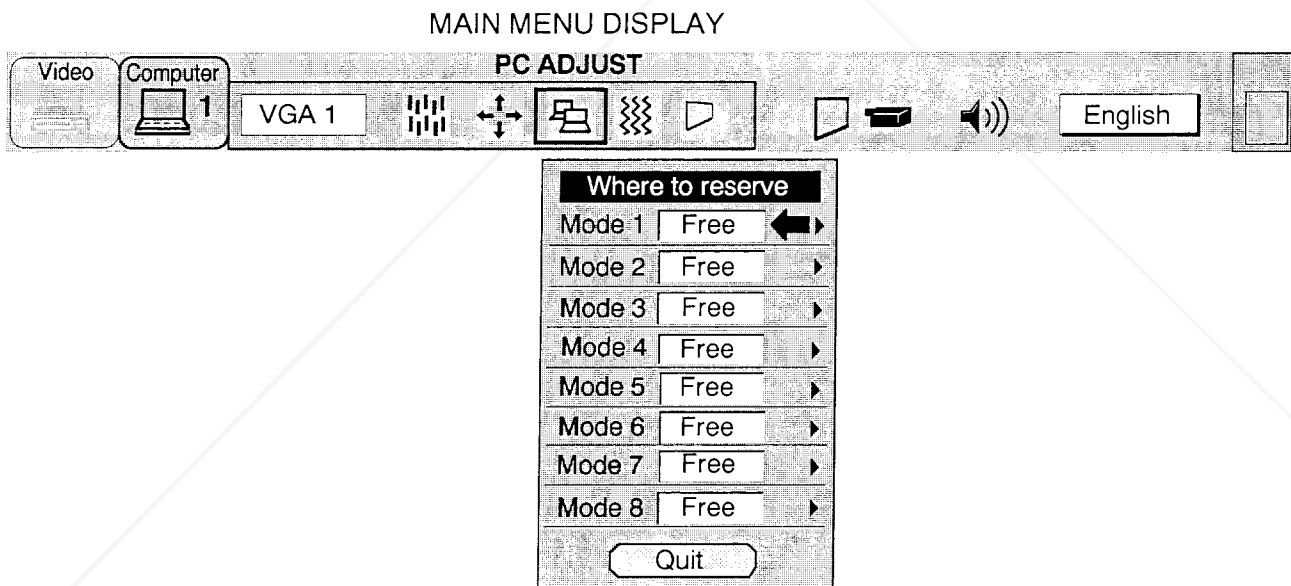 MAIN MENU DISPLAY
PC ADJUST
Video
Computer
1
VGA 1
English
Where to reserve
Mode 1 Free
Mode 2 Free
Mode 3 Free
Mode 4 Free
Mode 5 Free
Mode 6 Free
Mode 7 Free
Mode 8 Free
Quit